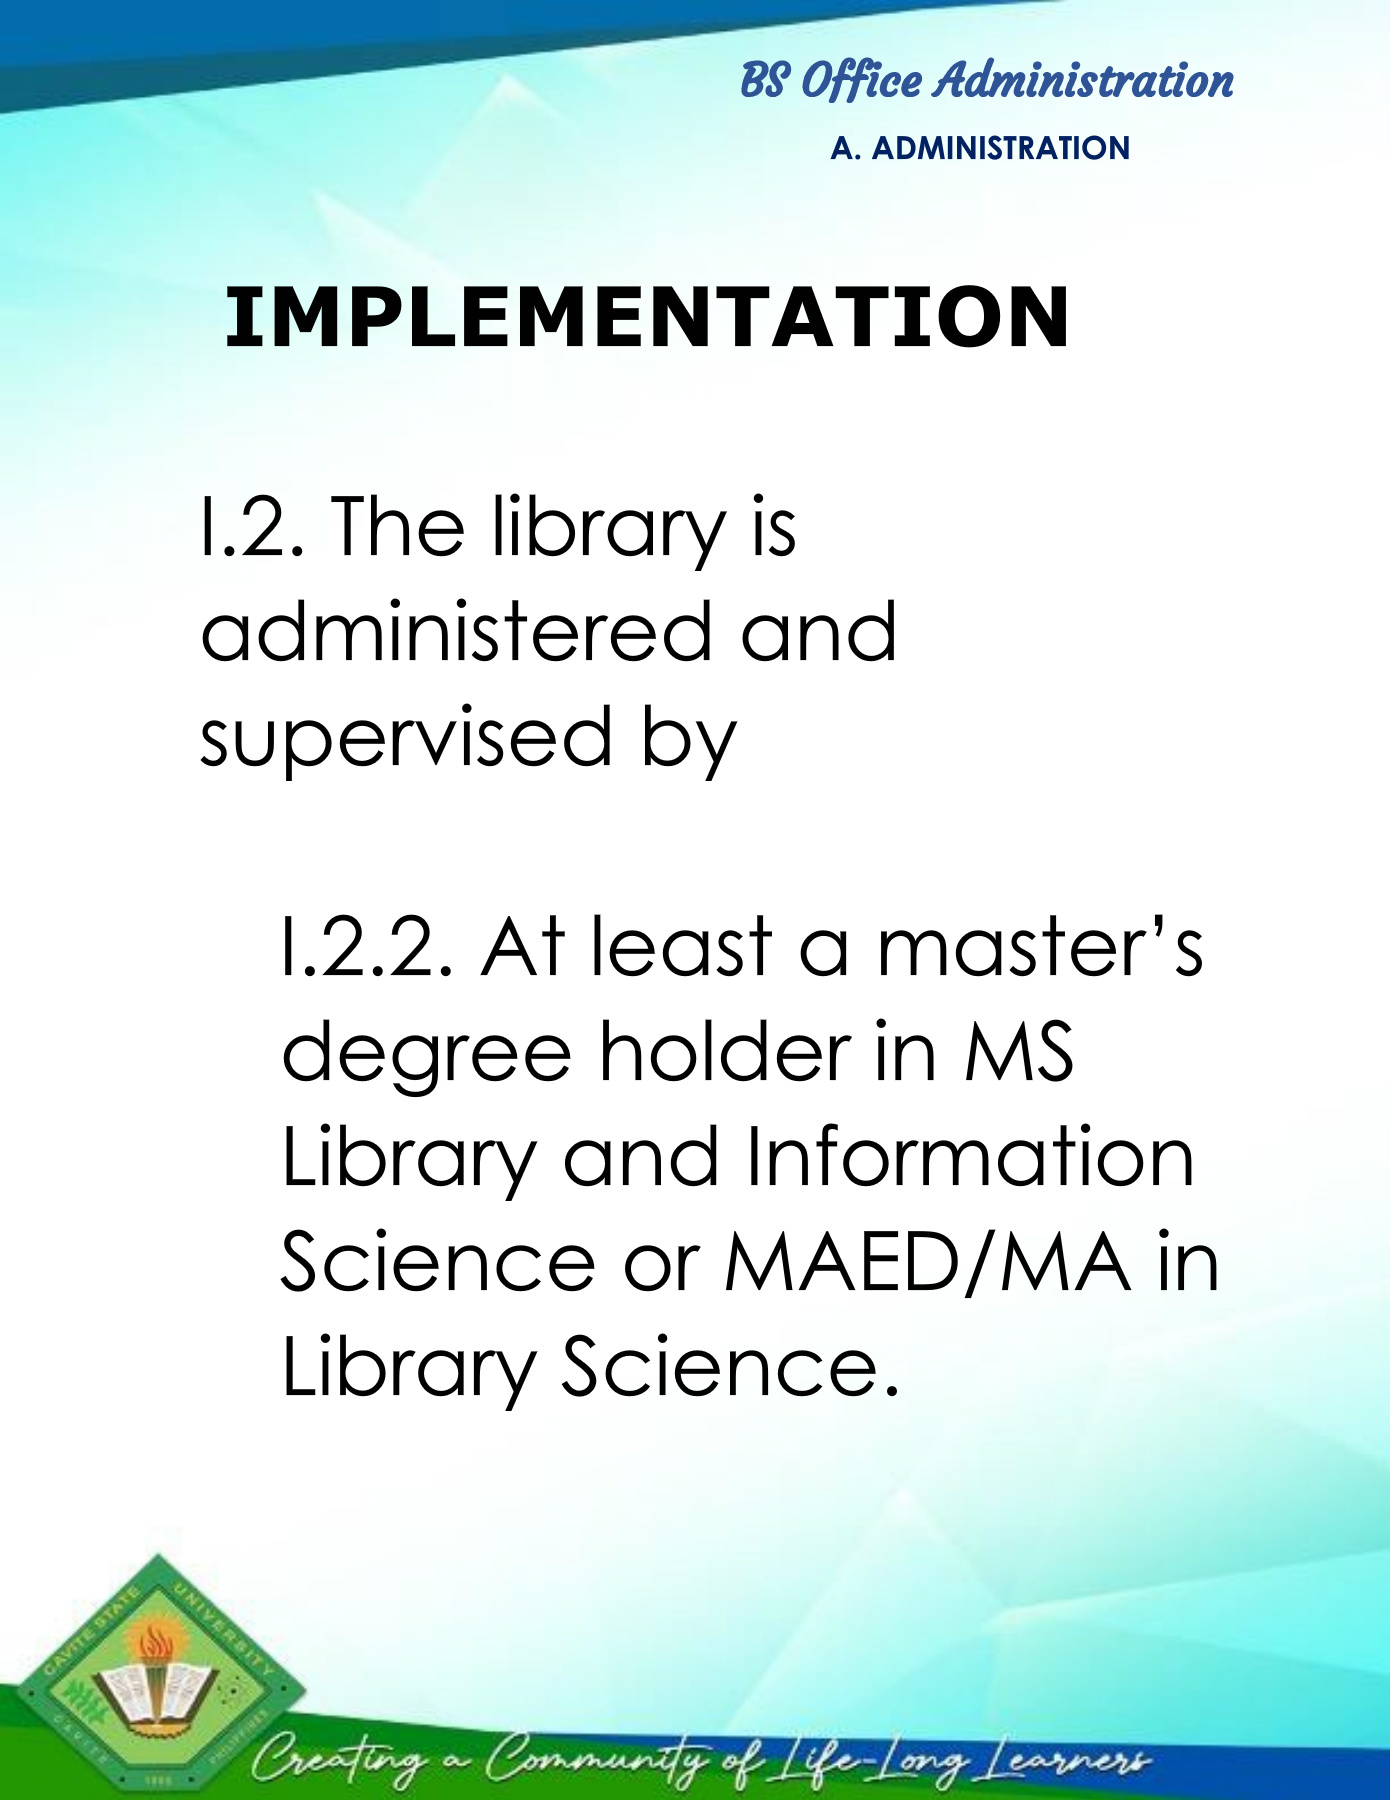 BS Office Administration
A. ADMINISTRATION
IMPLEMENTATION
I.2. The library is
administered and
supervised by
I.2.2. At least a master’s
degree holder in MS
Library and Information
Science or MAED/MA in
Library Science.
CAVITE STATE UNIVERSITY
CAVITE
PHILIPPINES
Creating a Community of Life-Long Learners